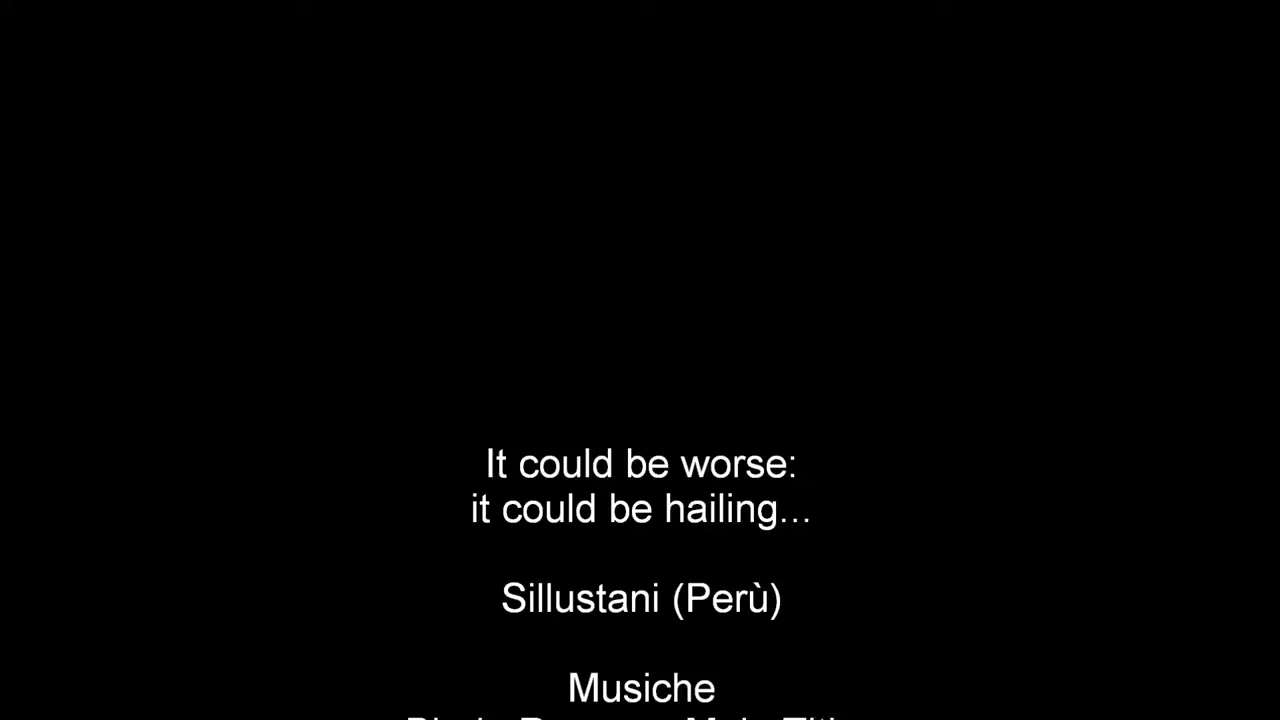 It could be worse:
it could be hailing...
Sillustani (Perù)
Musiche